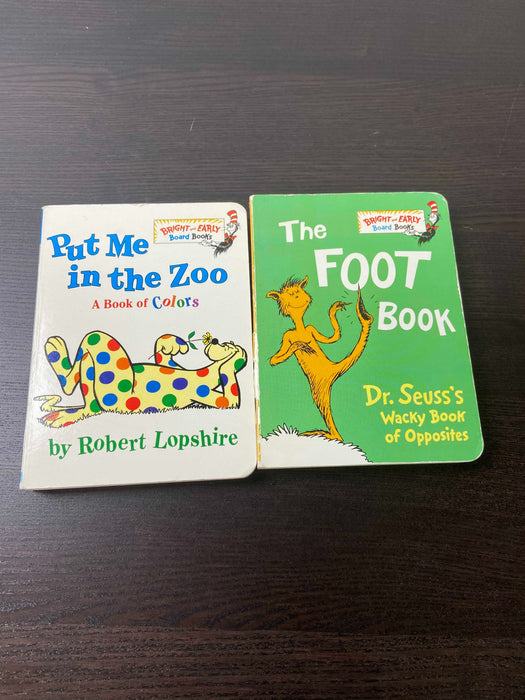 BRIGHT and EARLY
Board Books
Put Me
in the Zoo
A Book of Colors
by Robert Lopshire
BRIGHT and EARLY
Board Books
The
FOOT
BOOK
Dr. Seuss's
Wacky Book
of Opposites